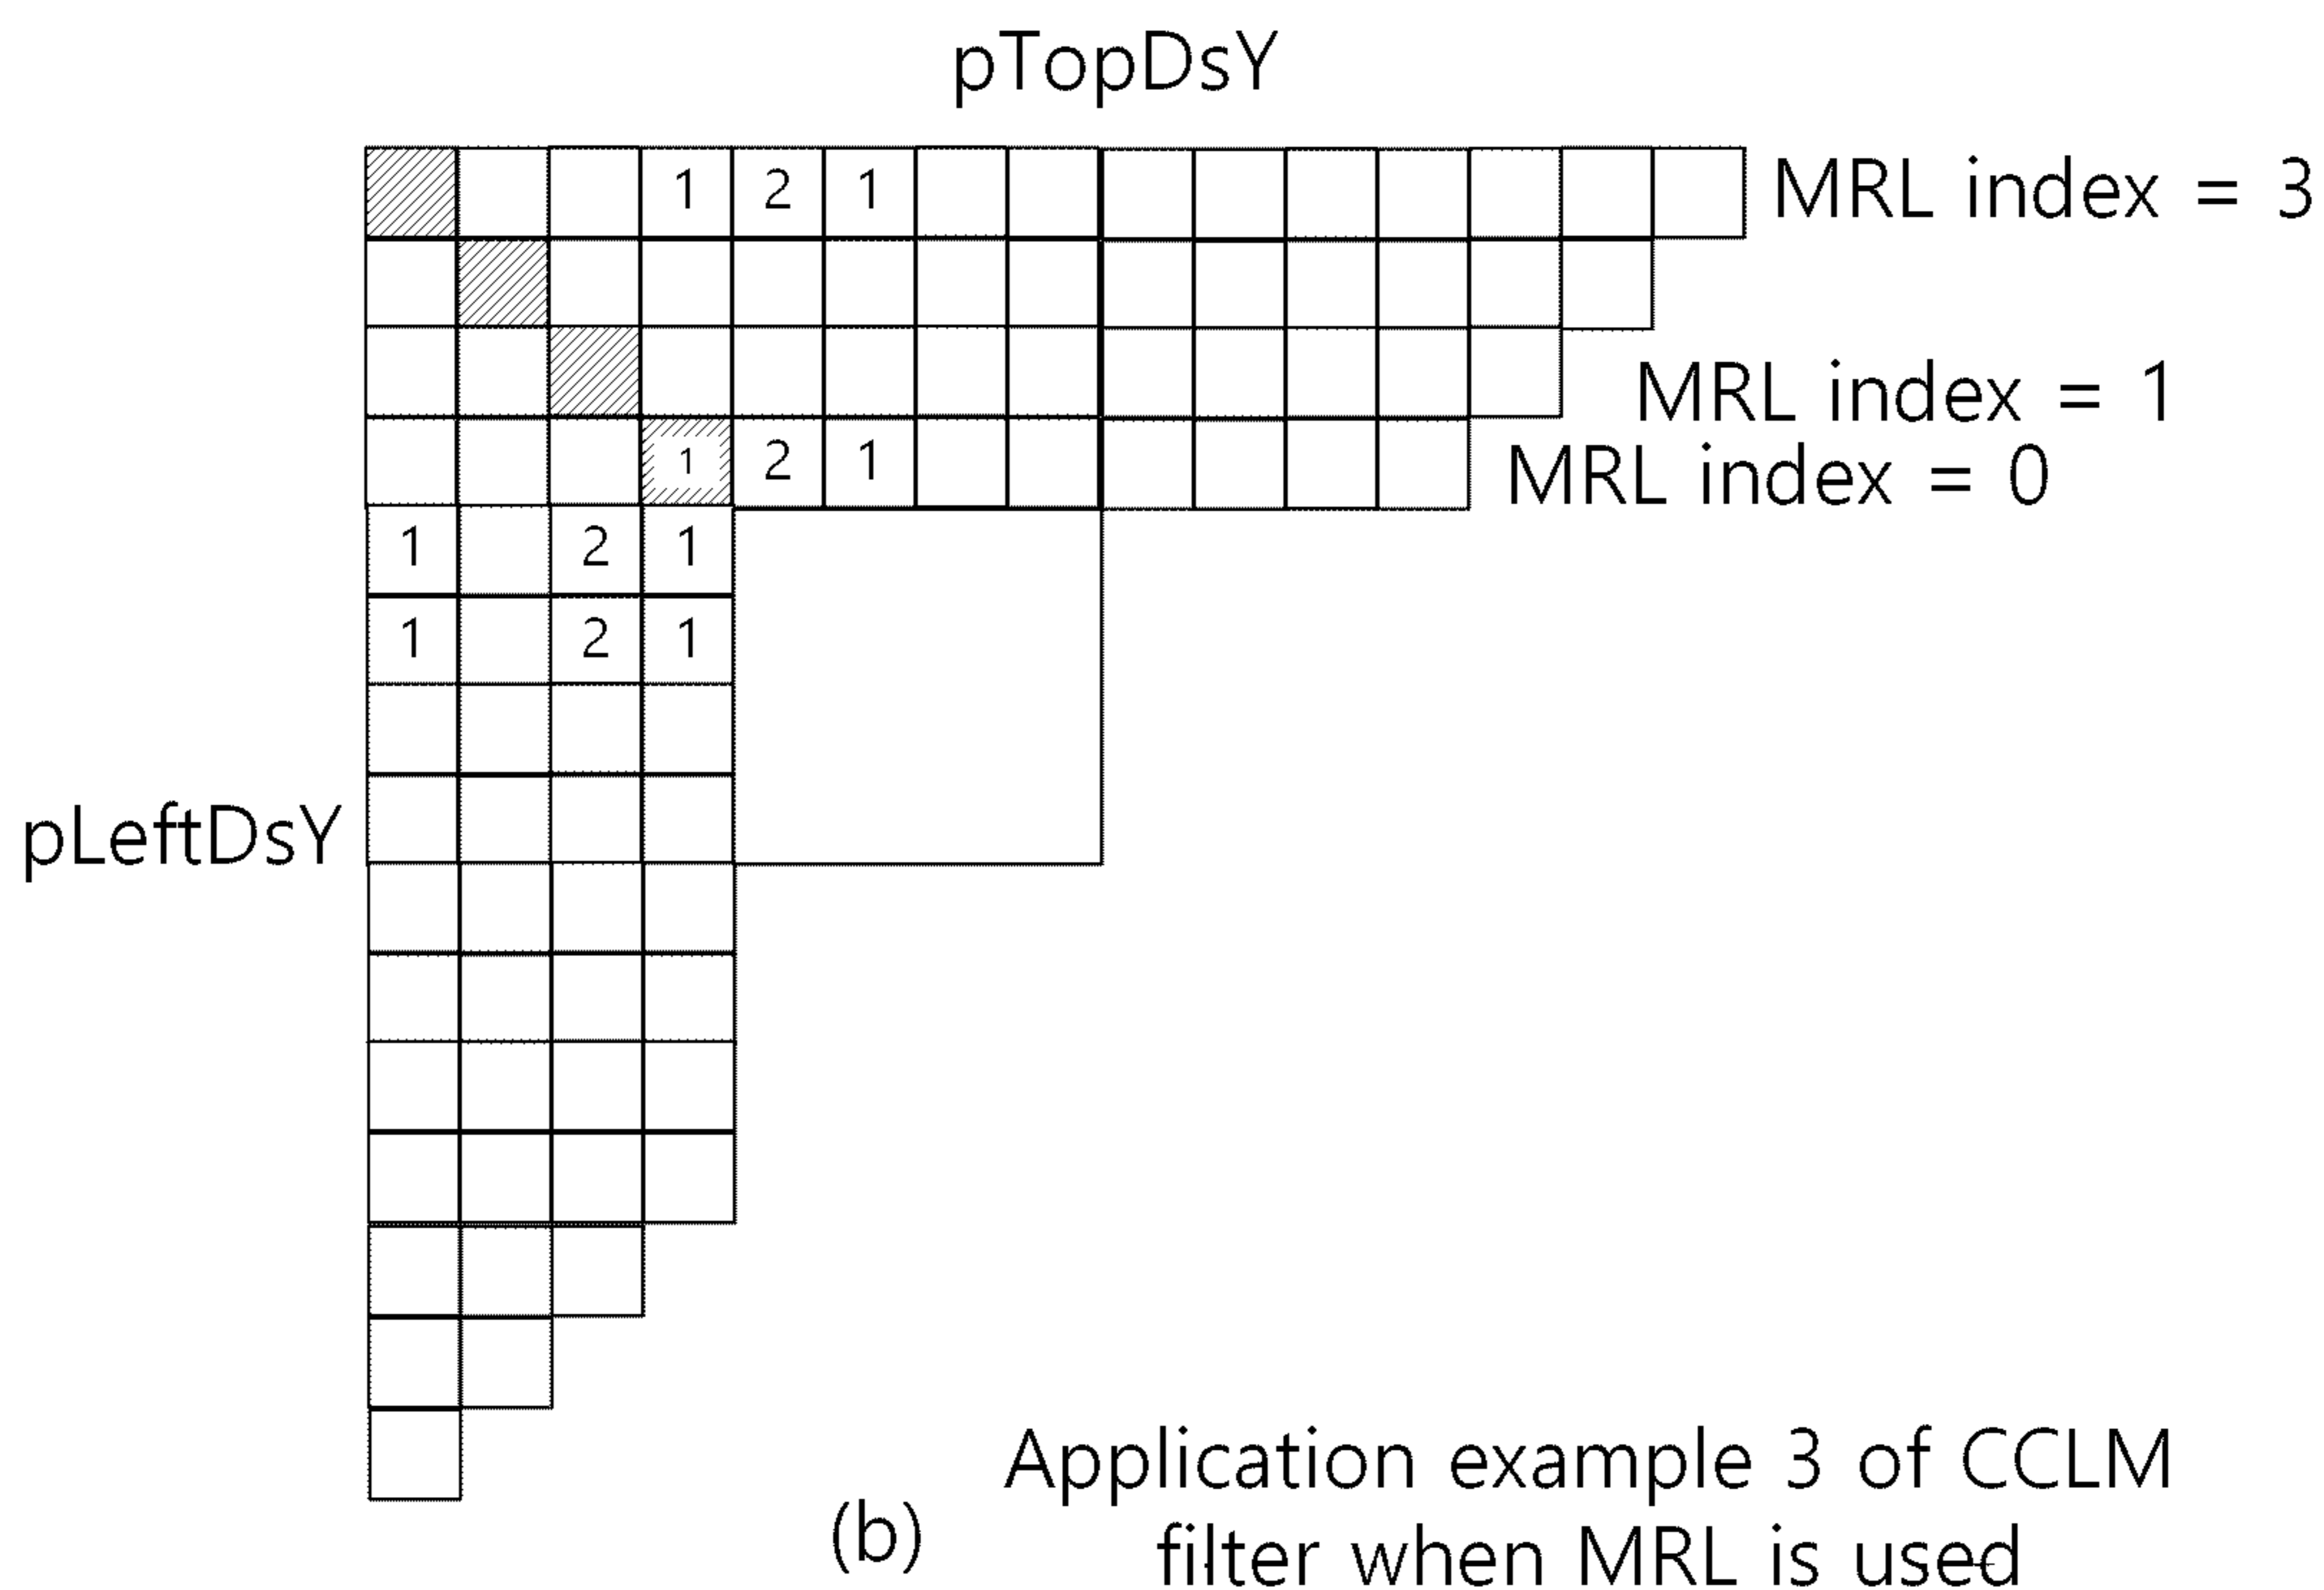 pTopDsY
1 2 1 MRL index = 3
MRL index = 1
1 2 1 MRL index = 0
1 2 1
1 2 1
pLeftDsY
Application example 3 of CCLM
(b) filter when MRL is used